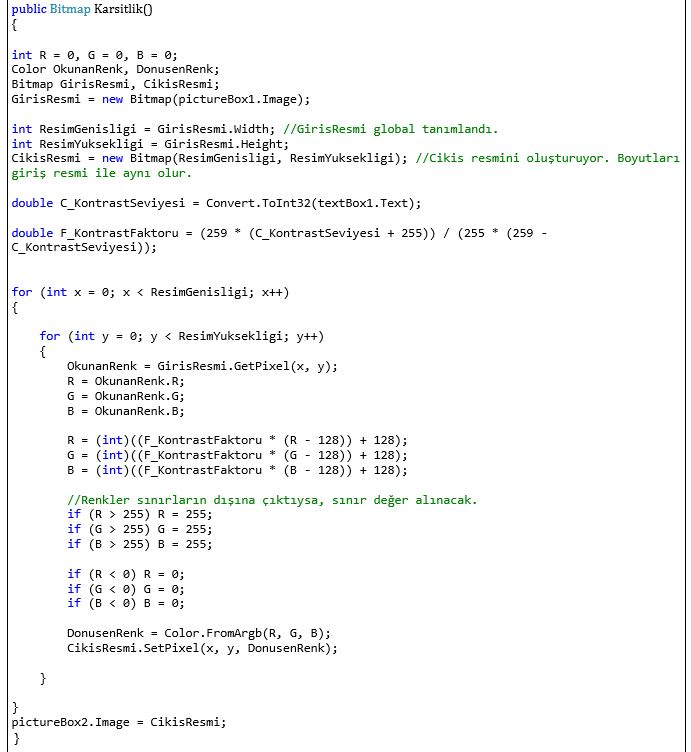 public Bitmap Karsitlik()
{
int R = 0, G = 0, B = 0;
Color OkunanRenk, DonusenRenk;
Bitmap GirisResmi, CikisResmi;
GirisResmi = new Bitmap(pictureBox1.Image);
int ResimGenisligi = GirisResmi.Width; //GirisResmi global tanımlandı.
int ResimYuksekligi = GirisResmi.Height;
CikisResmi = new Bitmap(ResimGenisligi, ResimYuksekligi); //Cikis resmini oluşturuyor. Boyutları
giriş resmi ile aynı olur.
double C_KontrastSeviyesi = Convert.ToInt32(textBox1.Text);
double F_KontrastFaktoru = (259 * (C_KontrastSeviyesi + 255)) / (255 * (259 -
C_KontrastSeviyesi));
for (int x = 0; x < ResimGenisligi; x++)
{
for (int y = 0; y < ResimYuksekligi; y++)
{
OkunanRenk = GirisResmi.GetPixel(x, y);
R = OkunanRenk.R;
G = OkunanRenk.G;
B = OkunanRenk.B;
R = (int)((F_KontrastFaktoru * (R - 128)) + 128);
G = (int)((F_KontrastFaktoru * (G - 128)) + 128);
B = (int)((F_KontrastFaktoru * (B - 128)) + 128);
//Renkler sınırların dışına çıktıysa, sınır değer alınacak.
if (R > 255) R = 255;
if (G > 255) G = 255;
if (B > 255) B = 255;
if (R < 0) R = 0;
if (G < 0) G = 0;
if (B < 0) B = 0;
DonusenRenk = Color.FromArgb(R, G, B);
CikisResmi.SetPixel(x, y, DonusenRenk);
}
}
pictureBox2.Image = CikisResmi;
}